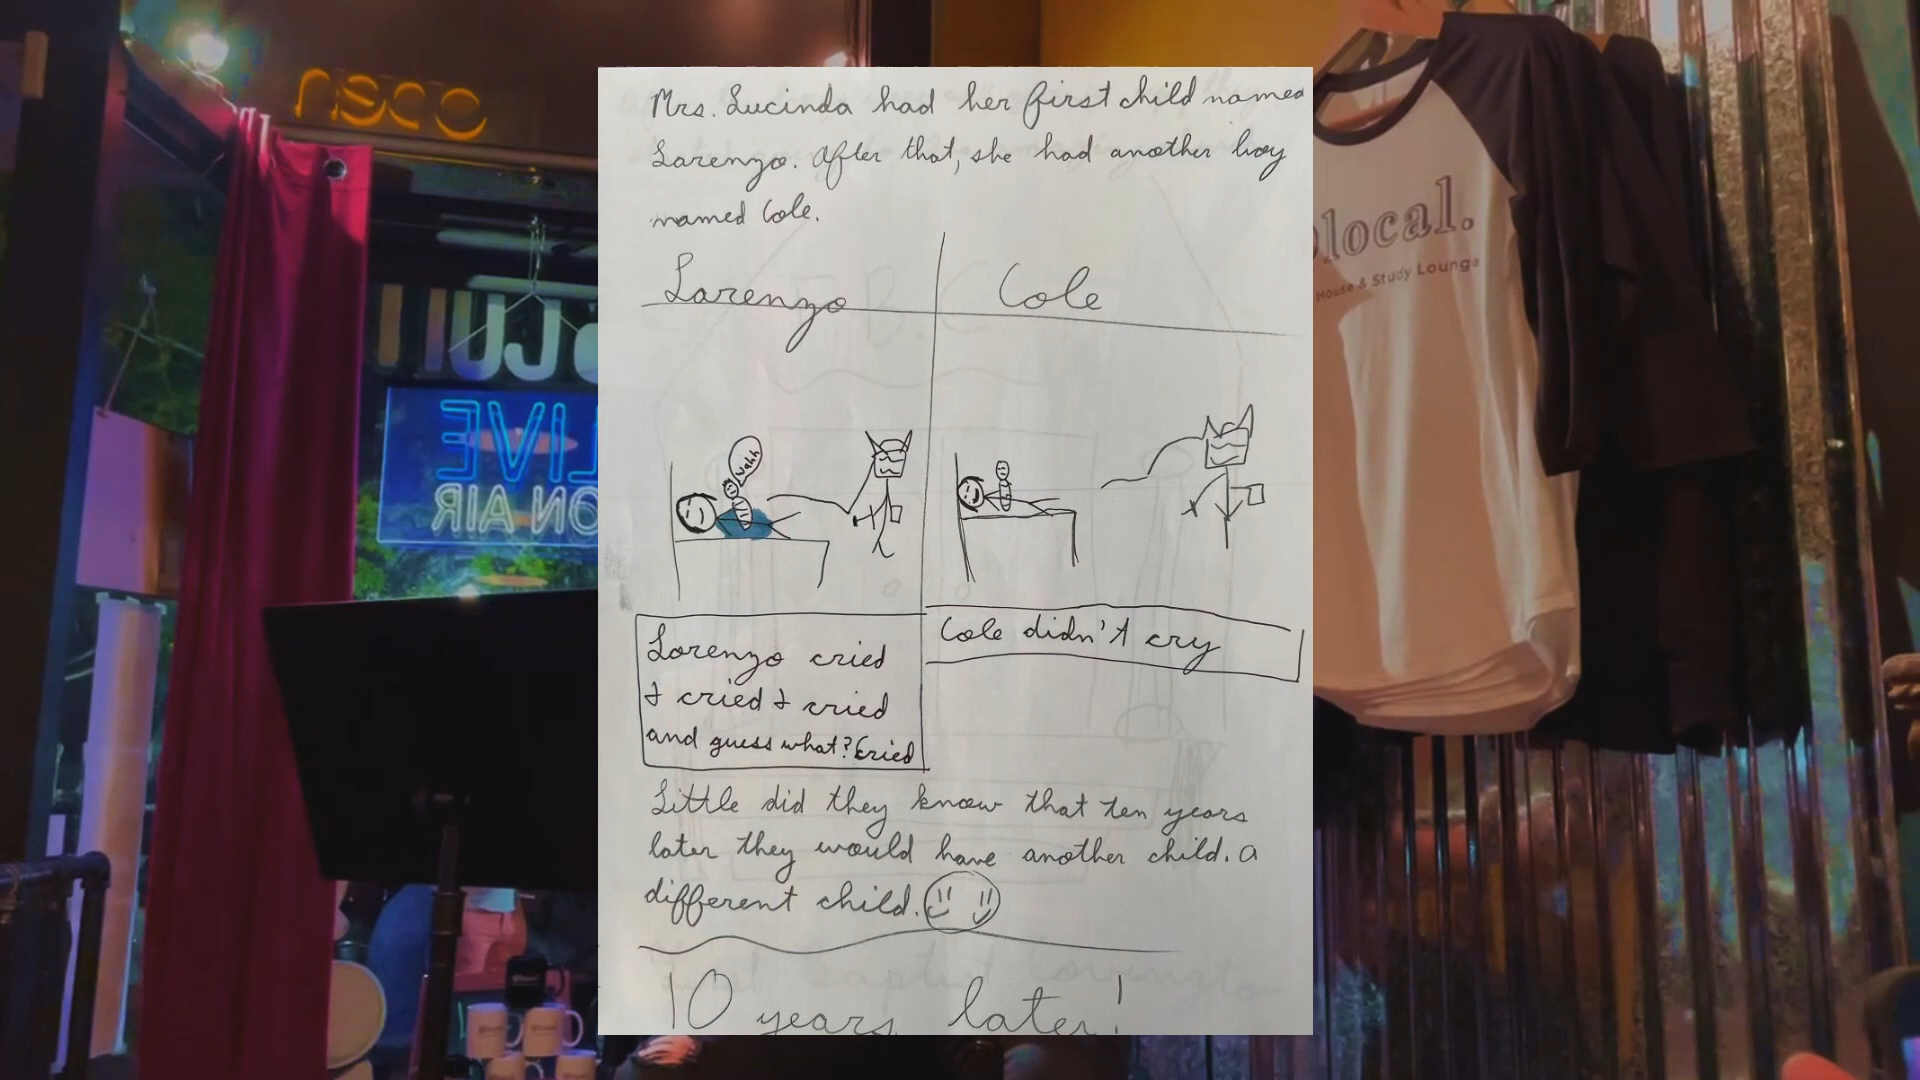 Mrs. Lucinda had her first child named
Lorenzo. After that, she had another boy
named Cole.
Lorenzo
Cole
Wahh
Lorenzo cried
& cried & cried
and guess what? Cried
Cole didn't cry
Little did they know that ten years
later they would have another child. A
different child.
10 years later!
LIVE
ON AIR
local.
House & Study Lounge